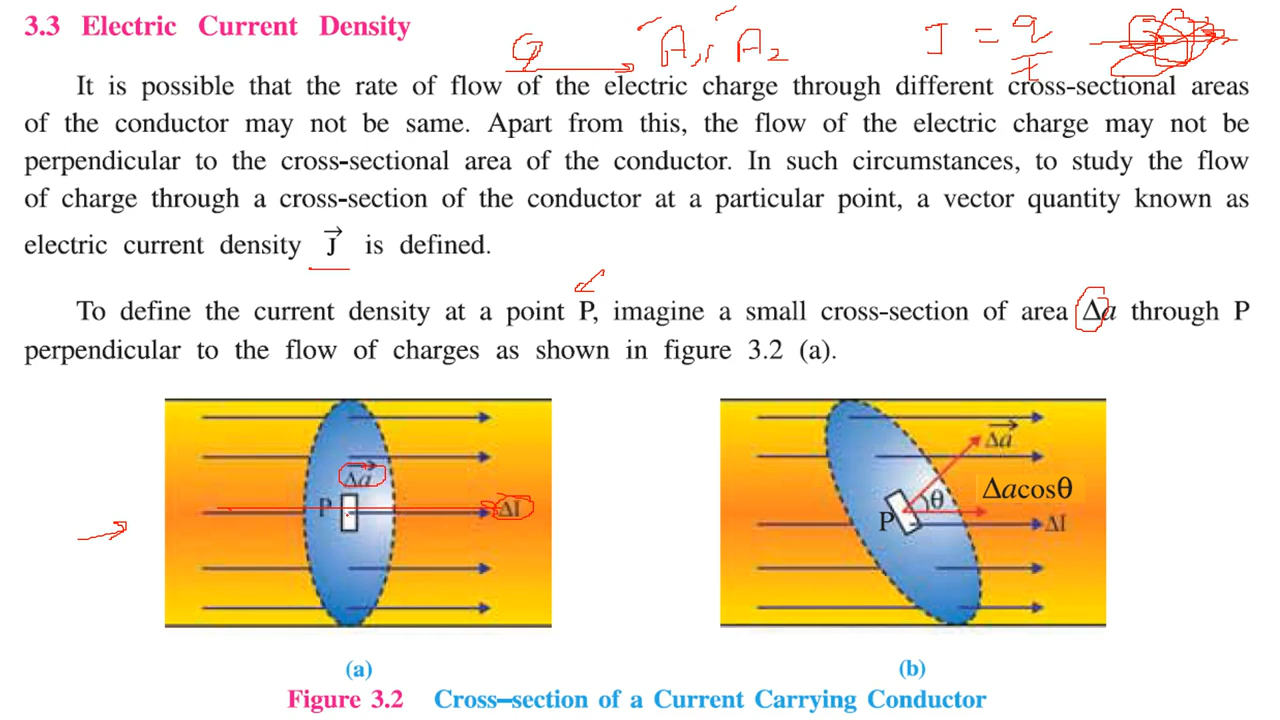 3.3 Electric Current Density
A₁, A₂
J = q
It is possible that the rate of flow of the electric charge through different cross-sectional areas
of the conductor may not be same. Apart from this, the flow of the electric charge may not be
perpendicular to the cross-sectional area of the conductor. In such circumstances, to study the flow
of charge through a cross-section of the conductor at a particular point, a vector quantity known as
electric current density J⃗ is defined.
To define the current density at a point P, imagine a small cross-section of area Δa through P
perpendicular to the flow of charges as shown in figure 3.2 (a).
Δa⃗
P
ΔI
Δa⃗
Δacosθ
θ
P
ΔI
(a)
(b)
Figure 3.2 Cross–section of a Current Carrying Conductor